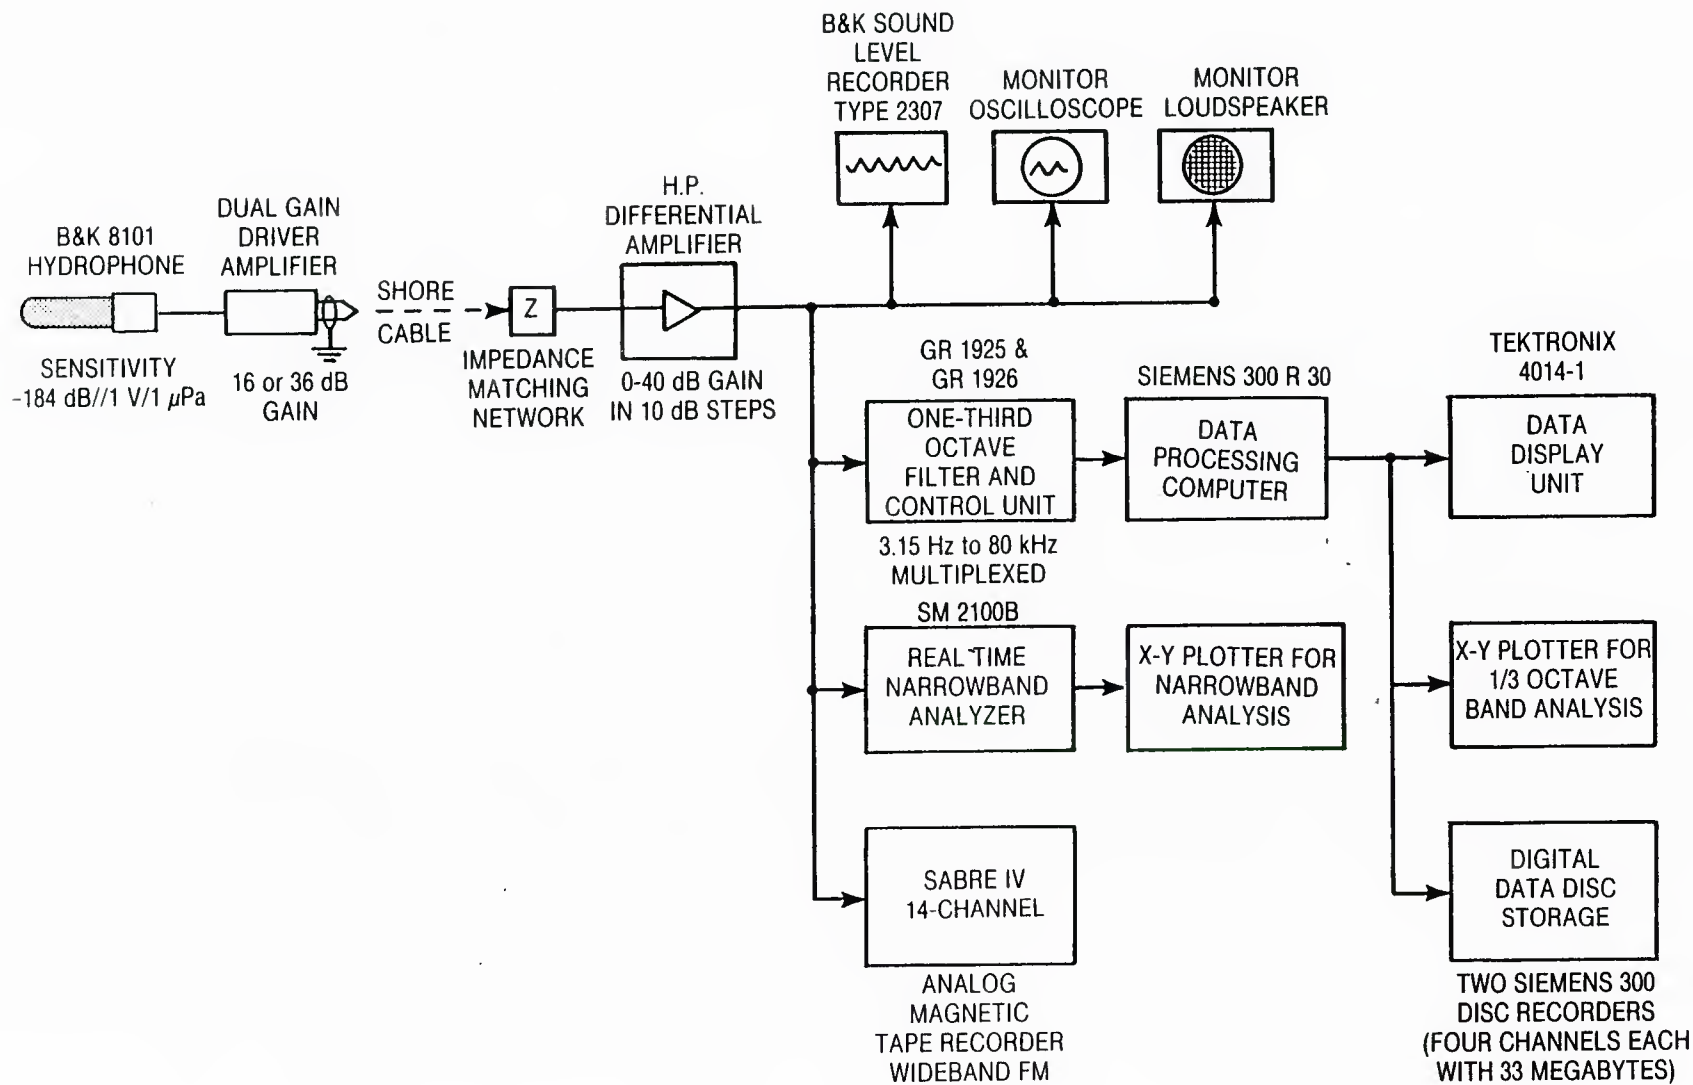 B&K SOUND
LEVEL
RECORDER
TYPE 2307
MONITOR
OSCILLOSCOPE
MONITOR
LOUDSPEAKER
B&K 8101
HYDROPHONE
SENSITIVITY
-184 dB//1 V/1 μPa
DUAL GAIN
DRIVER
AMPLIFIER
16 or 36 dB
GAIN
SHORE
CABLE
Z
IMPEDANCE
MATCHING
NETWORK
H.P.
DIFFERENTIAL
AMPLIFIER
0-40 dB GAIN
IN 10 dB STEPS
GR 1925 &
GR 1926
ONE-THIRD
OCTAVE
FILTER AND
CONTROL UNIT
3.15 Hz to 80 kHz
MULTIPLEXED
SIEMENS 300 R 30
DATA
PROCESSING
COMPUTER
TEKTRONIX
4014-1
DATA
DISPLAY
UNIT
SM 2100B
REAL TIME
NARROWBAND
ANALYZER
X-Y PLOTTER FOR
NARROWBAND
ANALYSIS
X-Y PLOTTER FOR
1/3 OCTAVE
BAND ANALYSIS
SABRE IV
14-CHANNEL
ANALOG
MAGNETIC
TAPE RECORDER
WIDEBAND FM
DIGITAL
DATA DISC
STORAGE
TWO SIEMENS 300
DISC RECORDERS
(FOUR CHANNELS EACH
WITH 33 MEGABYTES)